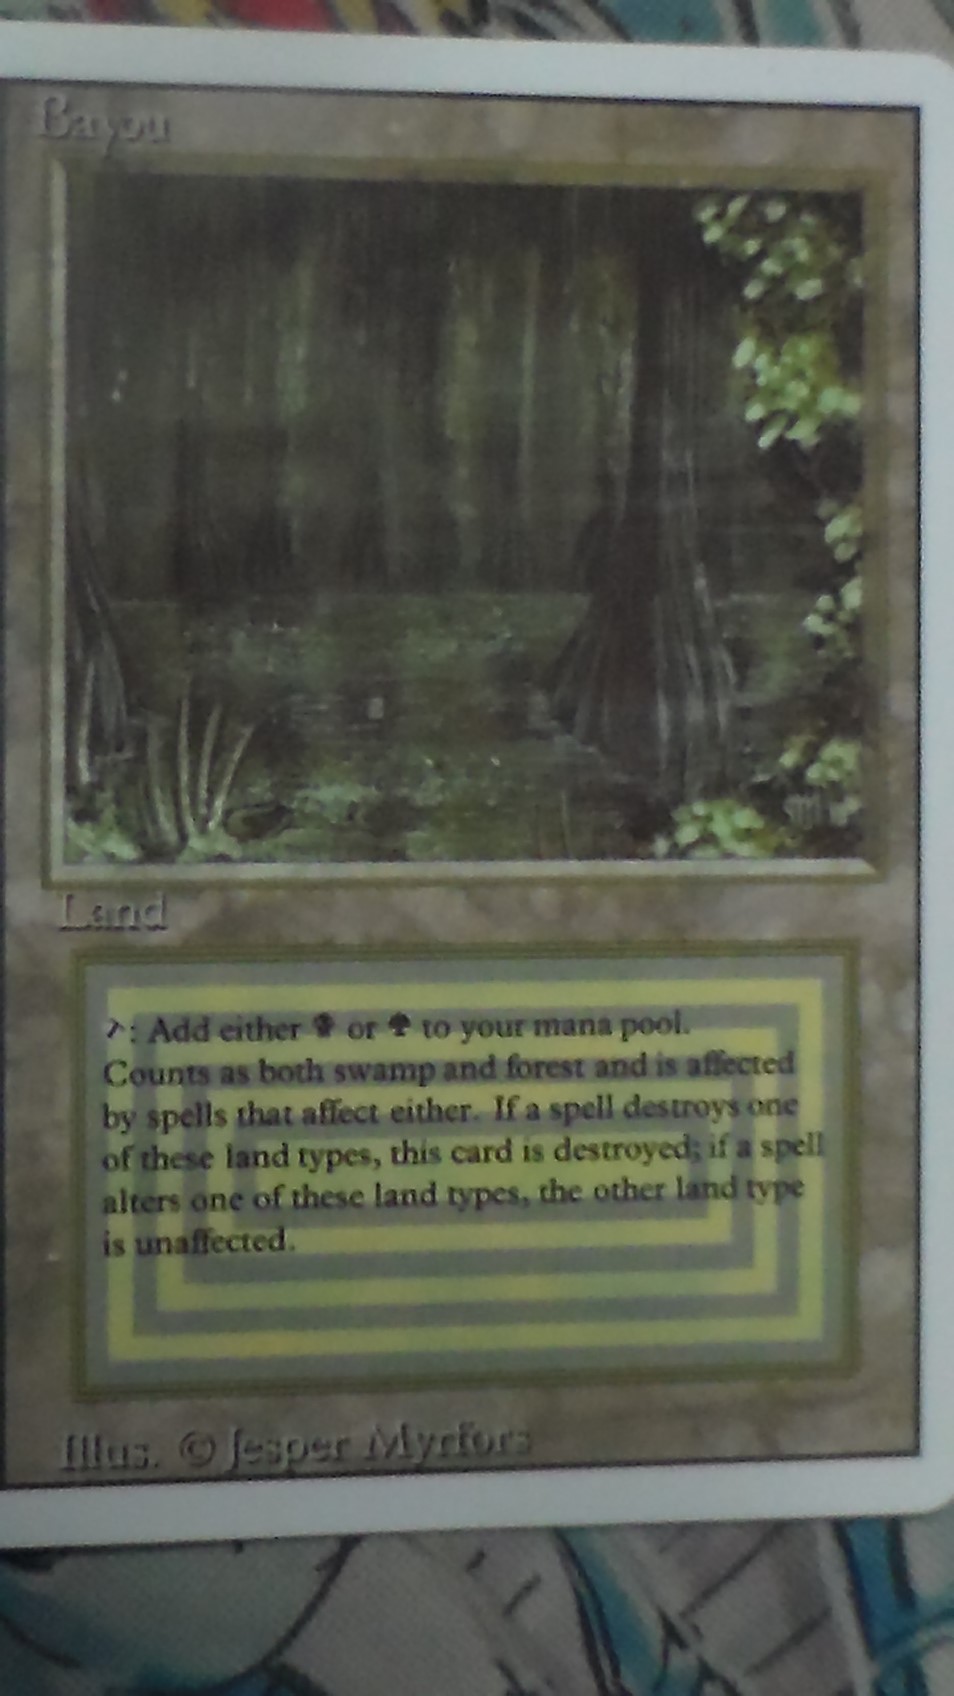 Bayou
Land
: Add either or to your mana pool.
Counts as both swamp and forest and is affected
by spells that affect either. If a spell destroys one
of these land types, this card is destroyed; if a spell
alters one of these land types, the other land type
is unaffected.
Illus. © Jesper Myrfors